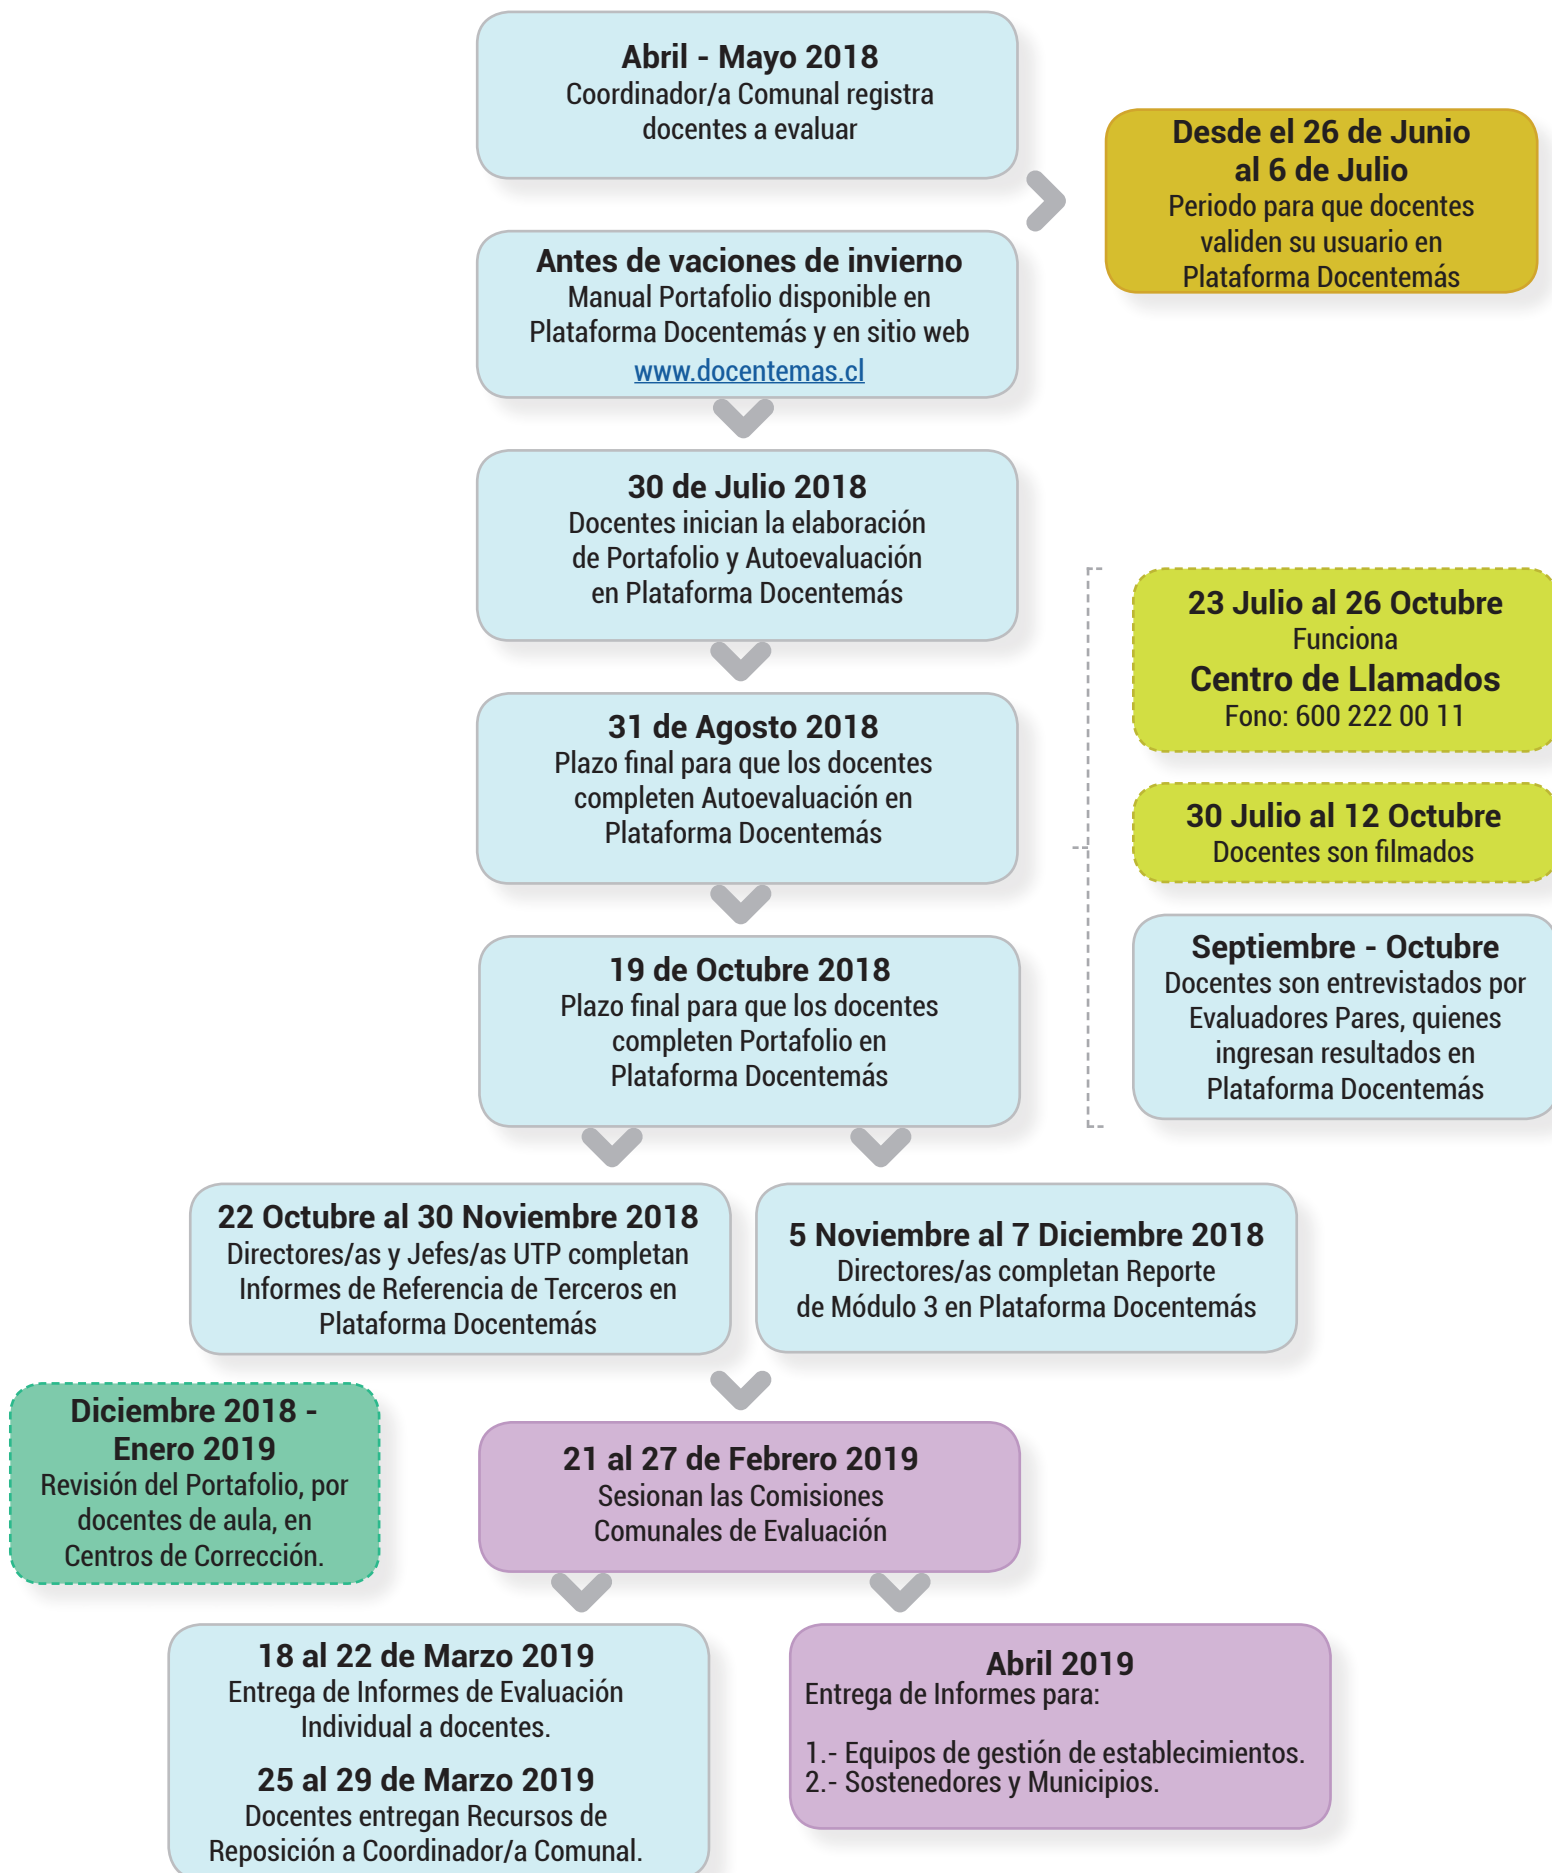 Abril - Mayo 2018
Coordinador/a Comunal registra
docentes a evaluar
Desde el 26 de Junio
al 6 de Julio
Periodo para que docentes
validen su usuario en
Plataforma Docentemás
Antes de vaciones de invierno
Manual Portafolio disponible en
Plataforma Docentemás y en sitio web
www.docentemas.cl
30 de Julio 2018
Docentes inician la elaboración
de Portafolio y Autoevaluación
en Plataforma Docentemás
31 de Agosto 2018
Plazo final para que los docentes
completen Autoevaluación en
Plataforma Docentemás
19 de Octubre 2018
Plazo final para que los docentes
completen Portafolio en
Plataforma Docentemás
23 Julio al 26 Octubre
Funciona
Centro de Llamados
Fono: 600 222 00 11
30 Julio al 12 Octubre
Docentes son filmados
Septiembre - Octubre
Docentes son entrevistados por
Evaluadores Pares, quienes
ingresan resultados en
Plataforma Docentemás
22 Octubre al 30 Noviembre 2018
Directores/as y Jefes/as UTP completan
Informes de Referencia de Terceros en
Plataforma Docentemás
5 Noviembre al 7 Diciembre 2018
Directores/as completan Reporte
de Módulo 3 en Plataforma Docentemás
Diciembre 2018 -
Enero 2019
Revisión del Portafolio, por
docentes de aula, en
Centros de Corrección.
21 al 27 de Febrero 2019
Sesionan las Comisiones
Comunales de Evaluación
18 al 22 de Marzo 2019
Entrega de Informes de Evaluación
Individual a docentes.
25 al 29 de Marzo 2019
Docentes entregan Recursos de
Reposición a Coordinador/a Comunal.
Abril 2019
Entrega de Informes para:
1.- Equipos de gestión de establecimientos.
2.- Sostenedores y Municipios.